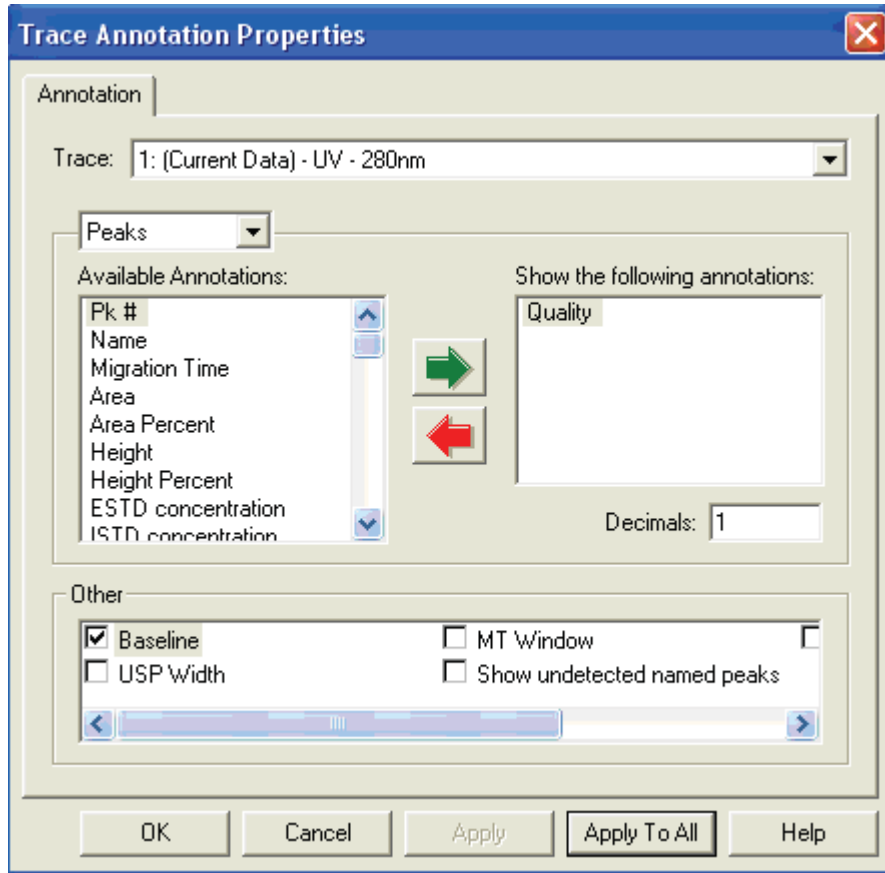 Trace Annotation Properties
Annotation
Trace: 1: (Current Data) - UV - 280nm
Peaks
Available Annotations:
Pk #
Name
Migration Time
Area
Area Percent
Height
Height Percent
ESTD concentration
ISTD concentration
Show the following annotations:
Quality
Decimals: 1
Other
Baseline
MT Window
USP Width
Show undetected named peaks
OK
Cancel
Apply
Apply To All
Help